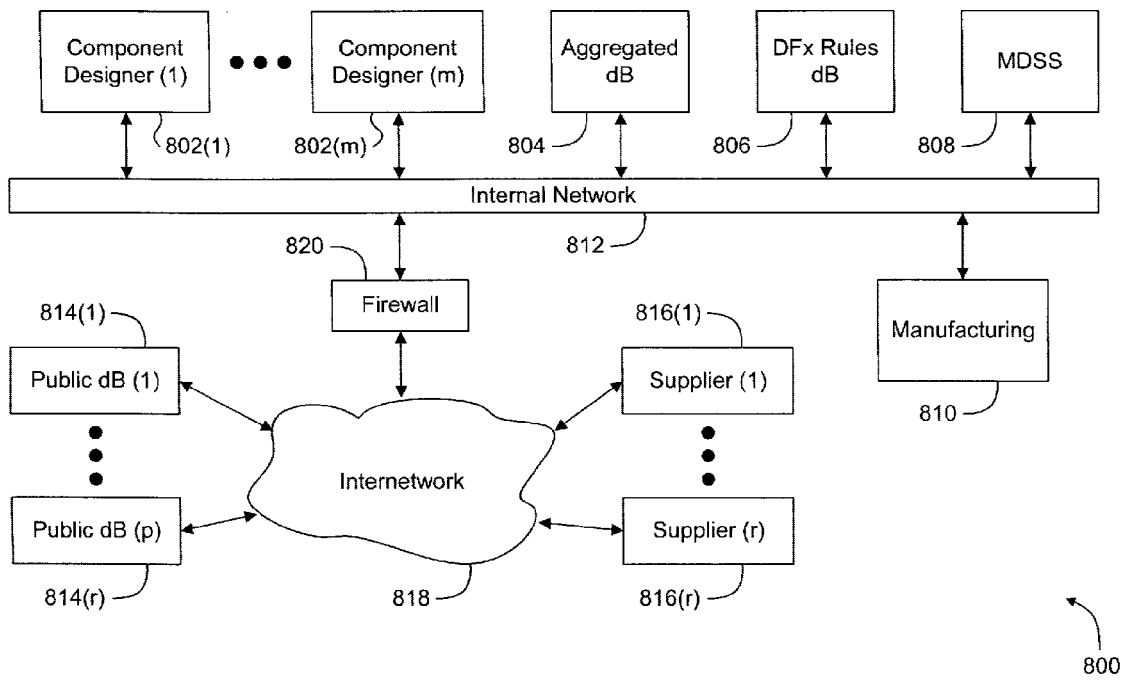 Component
Designer (1)
Component
Designer (m)
Aggregated
dB
DFx Rules
dB
MDSS
802(1)
802(m)
804
806
808
Internal Network
820
812
Firewall
814(1)
816(1)
Manufacturing
Public dB (1)
Supplier (1)
810
Internetwork
Public dB (p)
Supplier (r)
814(r)
818
816(r)
800